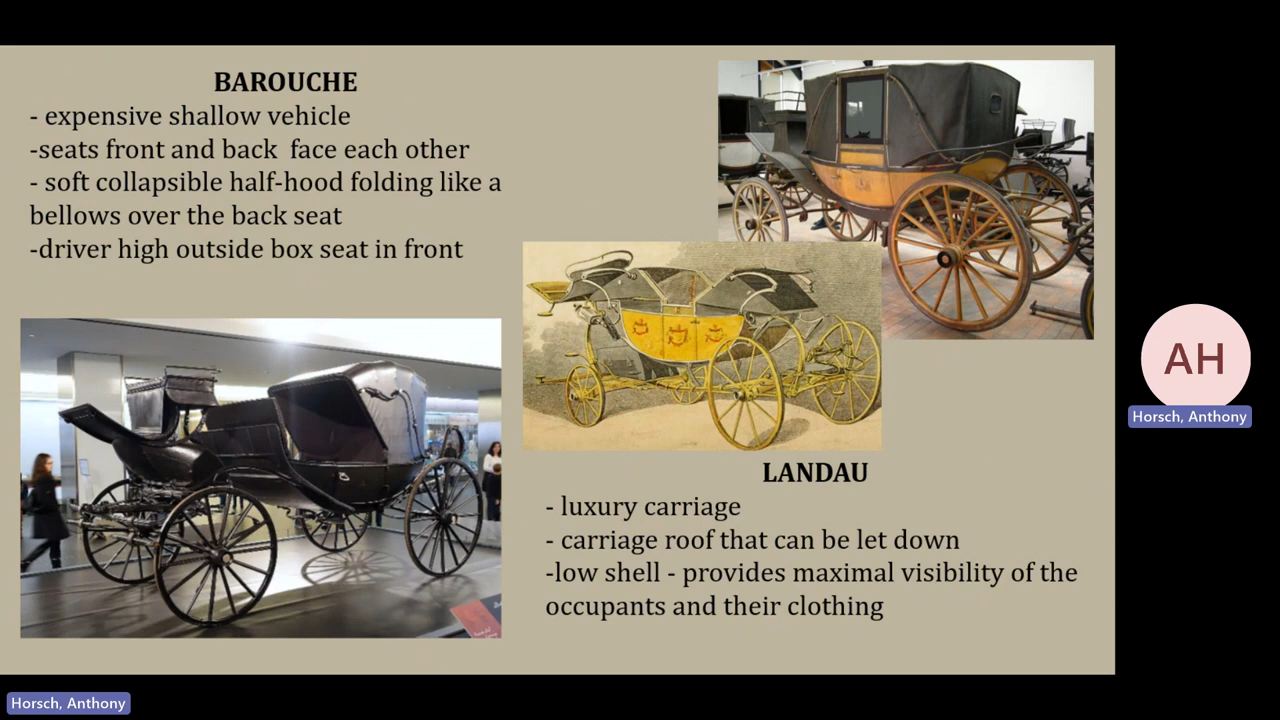 BAROUCHE
- expensive shallow vehicle
-seats front and back  face each other
- soft collapsible half-hood folding like a
bellows over the back seat
-driver high outside box seat in front
LANDAU
- luxury carriage
- carriage roof that can be let down
-low shell - provides maximal visibility of the
occupants and their clothing
AH
Horsch, Anthony
Horsch, Anthony